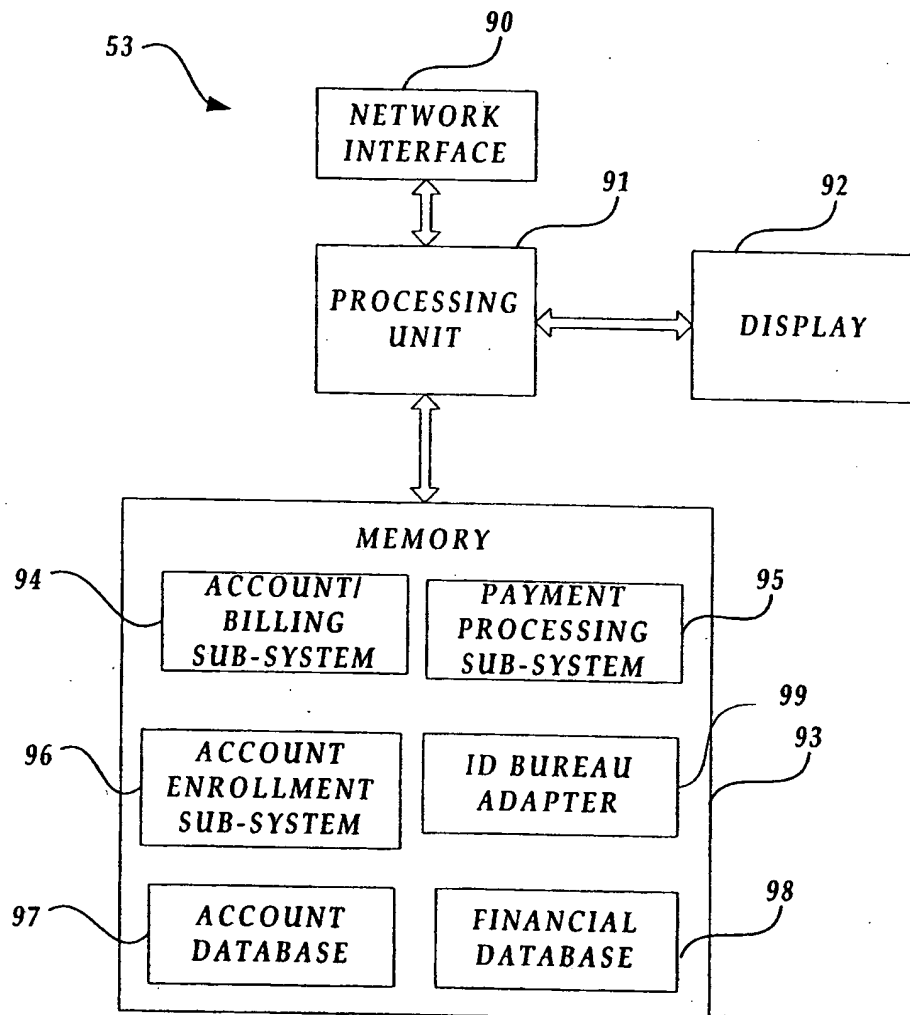 53
90
NETWORK
INTERFACE
91
PROCESSING
UNIT
92
DISPLAY
MEMORY
94
ACCOUNT/
BILLING
SUB-SYSTEM
PAYMENT
PROCESSING
SUB-SYSTEM
95
99
93
96
ACCOUNT
ENROLLMENT
SUB-SYSTEM
ID BUREAU
ADAPTER
97
ACCOUNT
DATABASE
FINANCIAL
DATABASE
98